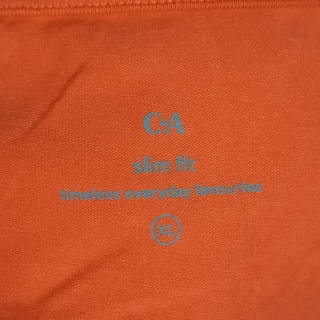 C&A
slim fit
timeless everyday favourites
XL